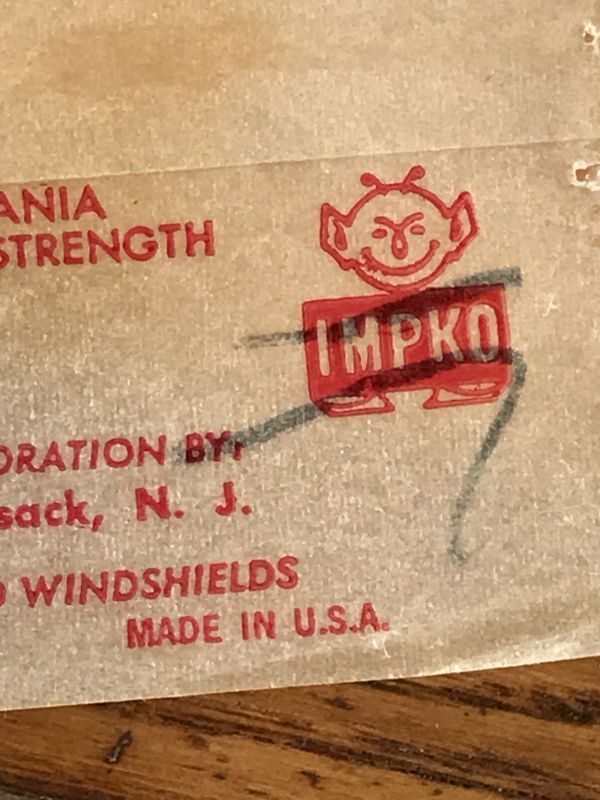 ANIA
STRENGTH
IMPKO
ORATION BY:
sack, N. J.
WINDSHIELDS
MADE IN U.S.A.